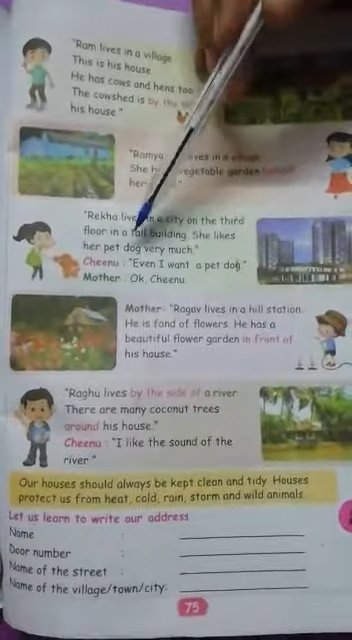 "Ram lives in a village
This is his house
He has cows and hens too
The cowshed is by the
his house"
"Ramya lives in a village
She vegetable garden behind
her
"Rekha lives in a city on the third
floor in a tall building. She likes
her pet dog very much."
Cheenu : "Even I want a pet dog."
Mother : Ok, Cheenu.
Mother: "Ragav lives in a hill station.
He is fond of flowers. He has a
beautiful flower garden in front of
his house."
"Raghu lives by the side of a river
There are many coconut trees
around his house."
Cheenu : "I like the sound of the
river."
Our houses should always be kept clean and tidy. Houses
protect us from heat, cold, rain, storm and wild animals.
Let us learn to write our address
Name :
Door number :
Name of the street :
Name of the village/town/city:
75